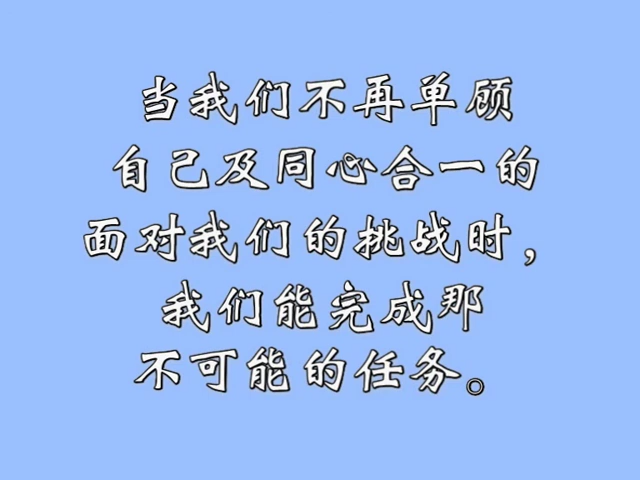 当我们不再单顾
自己及同心合一的
面对我们的挑战时，
我们能完成那
不可能的任务。